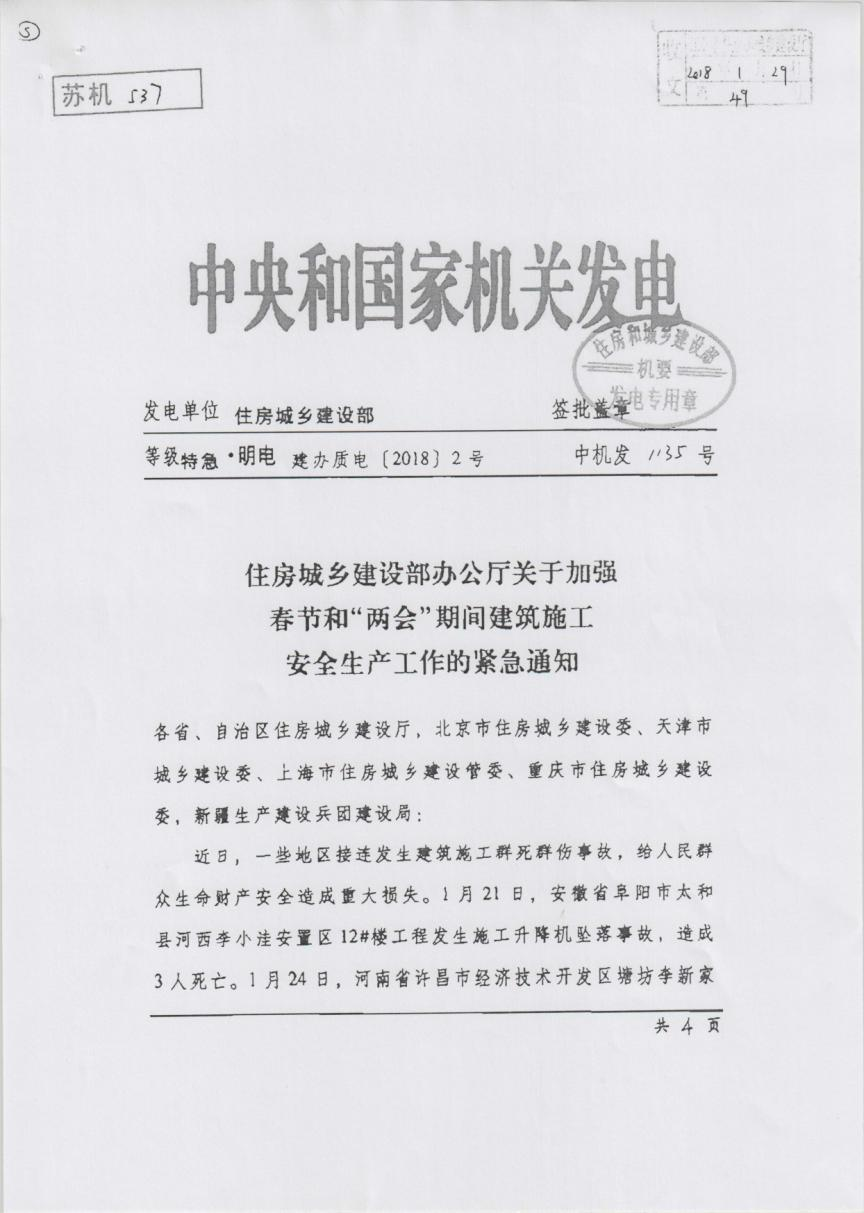 5
苏机 537
收文
2018 1 29
49
中央和国家机关发电
住房和城乡建设部
机要
发电专用章
发电单位 住房城乡建设部 签批盖章
等级特急·明电 建办质电〔2018〕2号 中机发 1135 号
住房城乡建设部办公厅关于加强
春节和“两会”期间建筑施工
安全生产工作的紧急通知
各省、自治区住房城乡建设厅，北京市住房城乡建设委、天津市
城乡建设委、上海市住房城乡建设管委、重庆市住房城乡建设
委，新疆生产建设兵团建设局：
近日，一些地区接连发生建筑施工群死群伤事故，给人民群
众生命财产安全造成重大损失。1月21日，安徽省阜阳市太和
县河西李小洼安置区12#楼工程发生施工升降机坠落事故，造成
3人死亡。1月24日，河南省许昌市经济技术开发区塘坊李新家
共 4 页